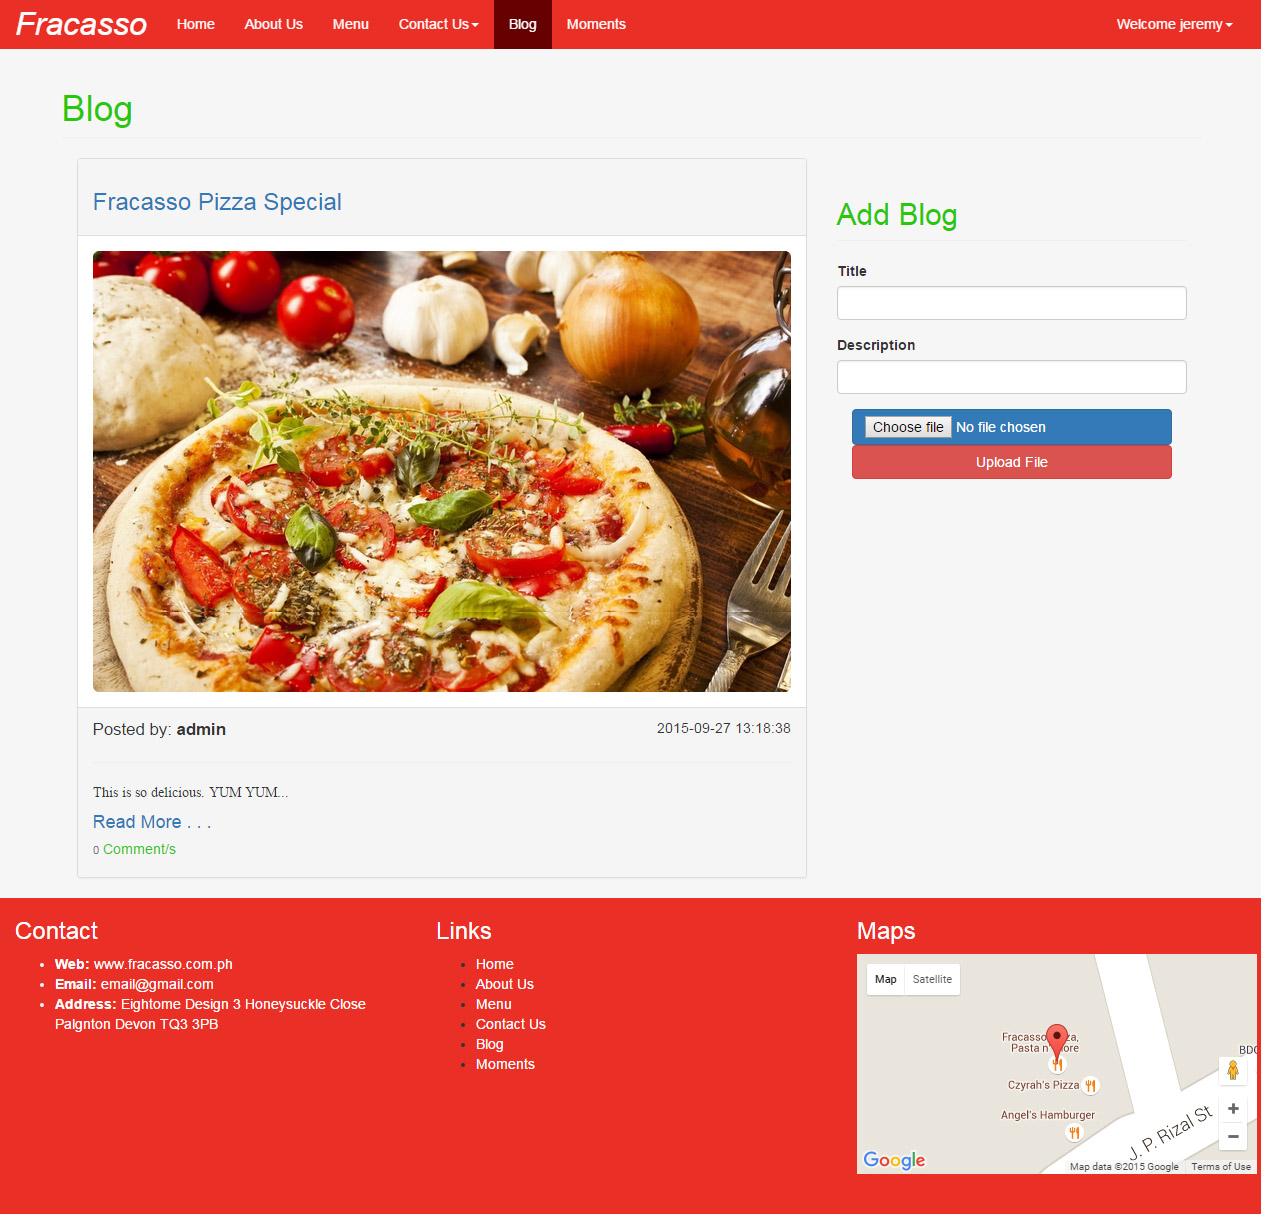 Fracasso Home About Us Menu Contact Us Blog Moments Welcome jeremy
Blog
Fracasso Pizza Special
Posted by: admin 2015-09-27 13:18:38
This is so delicious. YUM YUM...
Read More . . .
0 Comment/s
Add Blog
Title
Description
Choose file No file chosen
Upload File
Contact
Web: www.fracasso.com.ph
Email: email@gmail.com
Address: Eightome Design 3 Honeysuckle Close
Palgnton Devon TQ3 3PB
Links
Home
About Us
Menu
Contact Us
Blog
Moments
Maps
Map Satellite
Fracasso
Pasta n
BDO
Czyrah's Pizza
Angel's Hamburger
J. P. Rizal St
Google
Map data ©2015 Google Terms of Use